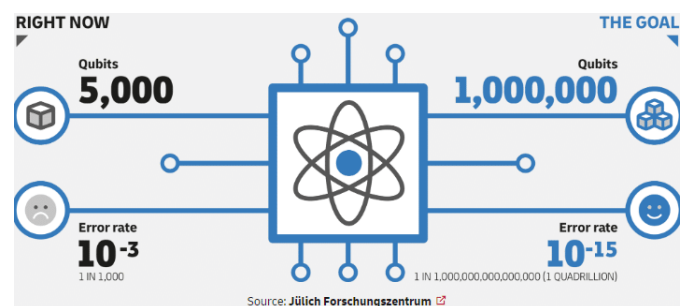 RIGHT NOW
THE GOAL
Qubits
5,000
Qubits
1,000,000
Error rate
10⁻³
1 IN 1,000
Error rate
10⁻¹⁵
1 IN 1,000,000,000,000,000 (1 QUADRILLION)
Source: Jülich Forschungszentrum